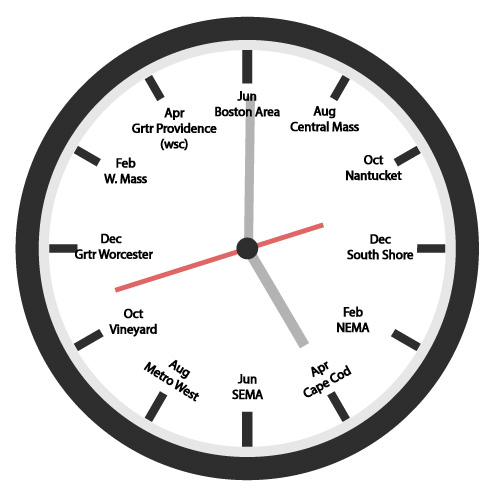 Jun
Boston Area
Aug
Central Mass
Oct
Nantucket
Dec
South Shore
Feb
NEMA
Apr
Cape Cod
Jun
SEMA
Aug
Metro West
Oct
Vineyard
Dec
Grtr Worcester
Feb
W. Mass
Apr
Grtr Providence
(wsc)